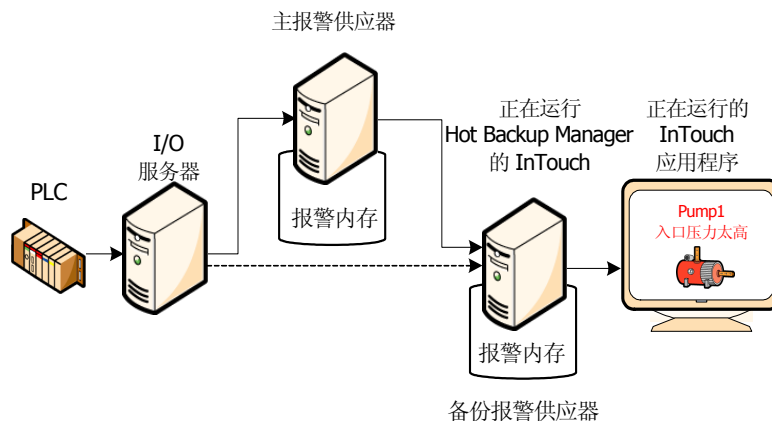 主报警供应器
正在运行
Hot Backup Manager
的 InTouch
正在运行的
InTouch
应用程序
I/O
服务器
PLC
报警内存
Pump1
入口压力太高
报警内存
备份报警供应器